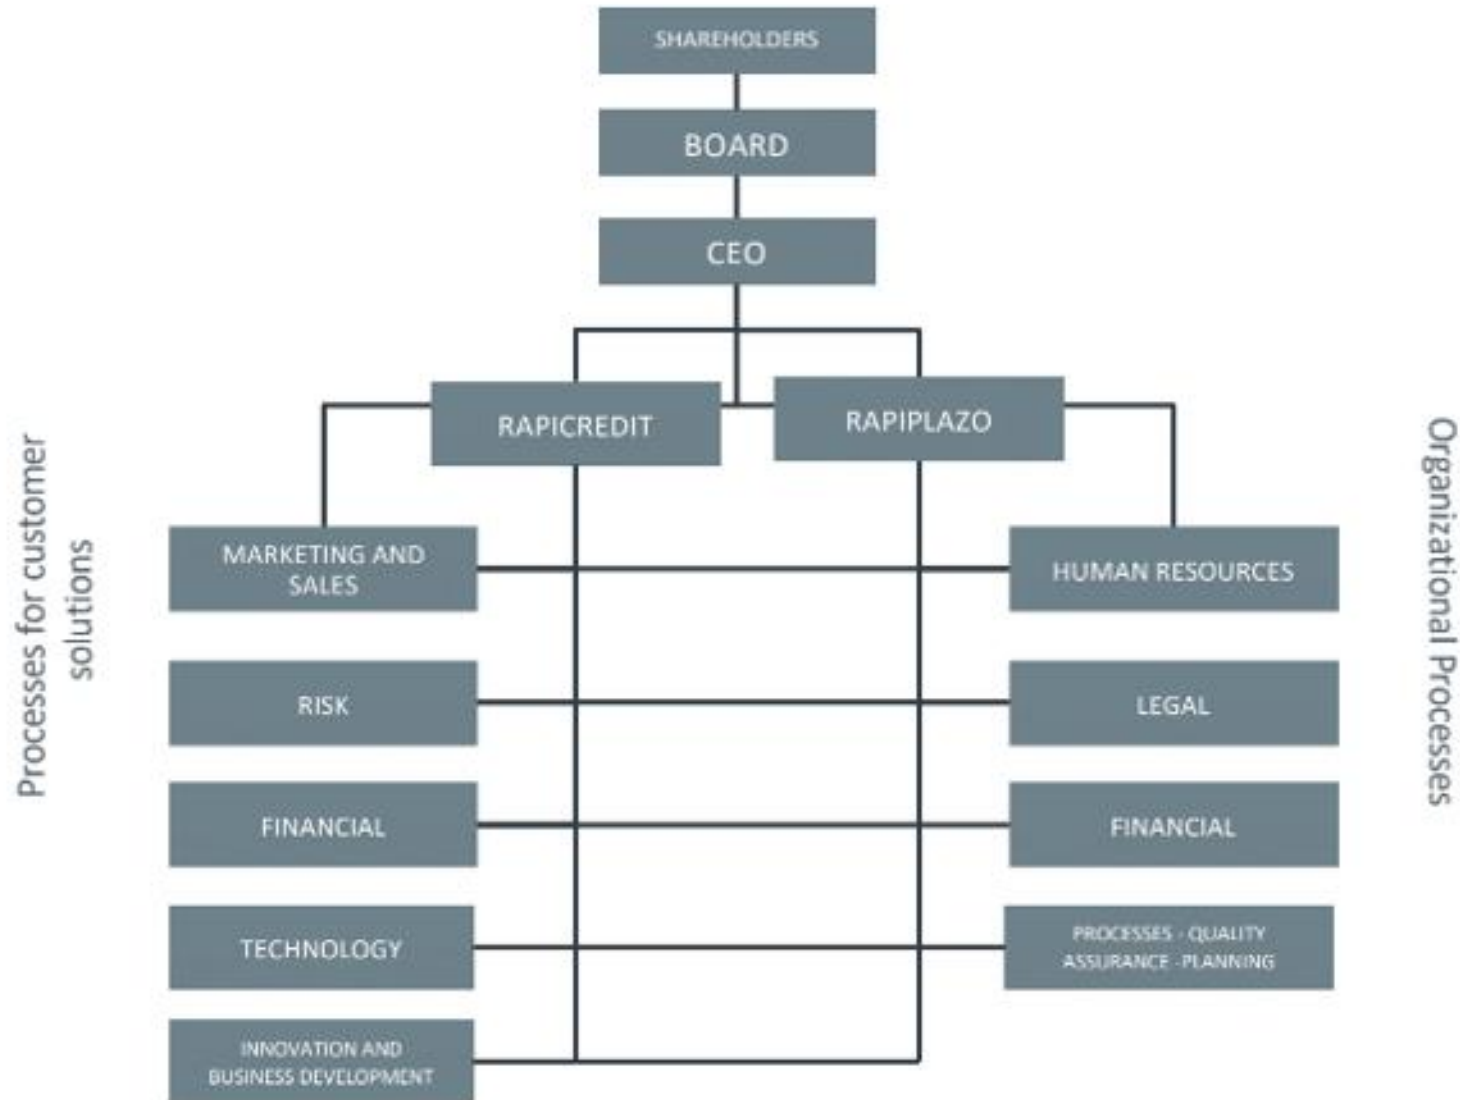 SHAREHOLDERS
BOARD
CEO
RAPICREDIT
RAPIPLAZO
Processes for customer
solutions
MARKETING AND
SALES
RISK
FINANCIAL
TECHNOLOGY
INNOVATION AND
BUSINESS DEVELOPMENT
HUMAN RESOURCES
LEGAL
FINANCIAL
PROCESSES - QUALITY
ASSURANCE -PLANNING
Organizational Processes